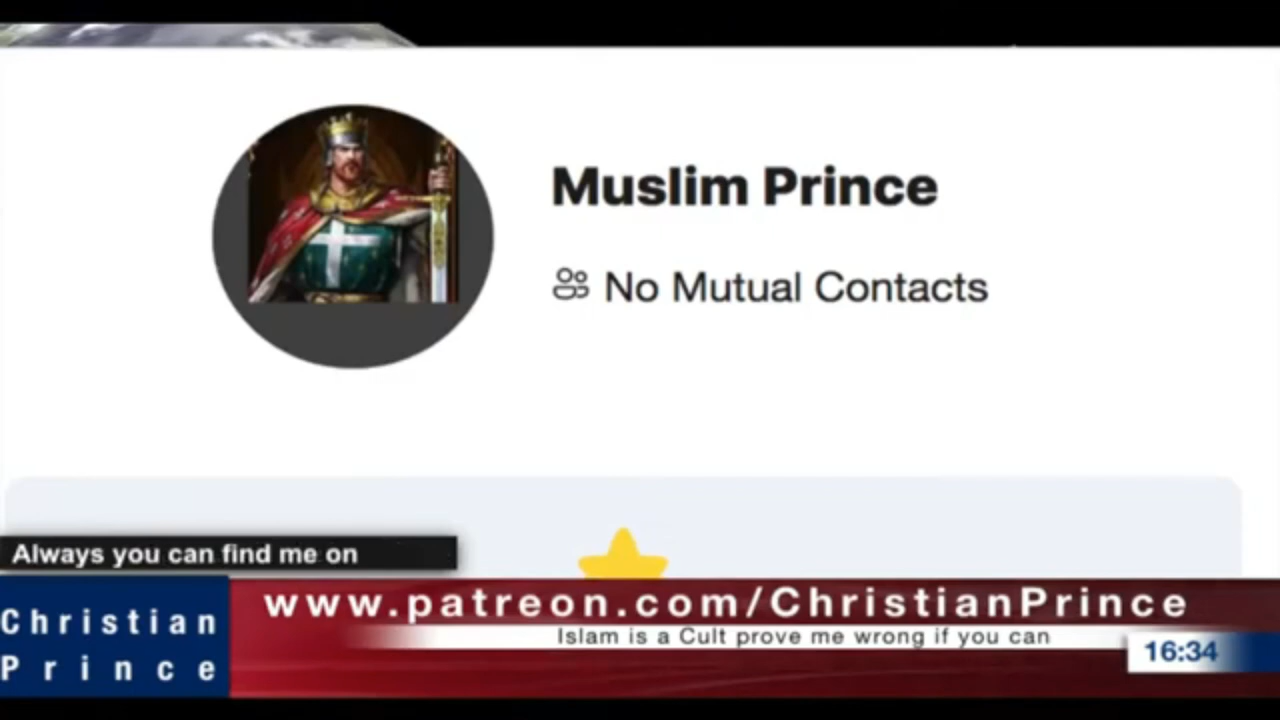 Muslim Prince
No Mutual Contacts
Always you can find me on
Christian
Prince
www.patreon.com/ChristianPrince
Islam is a Cult prove me wrong if you can
16:34